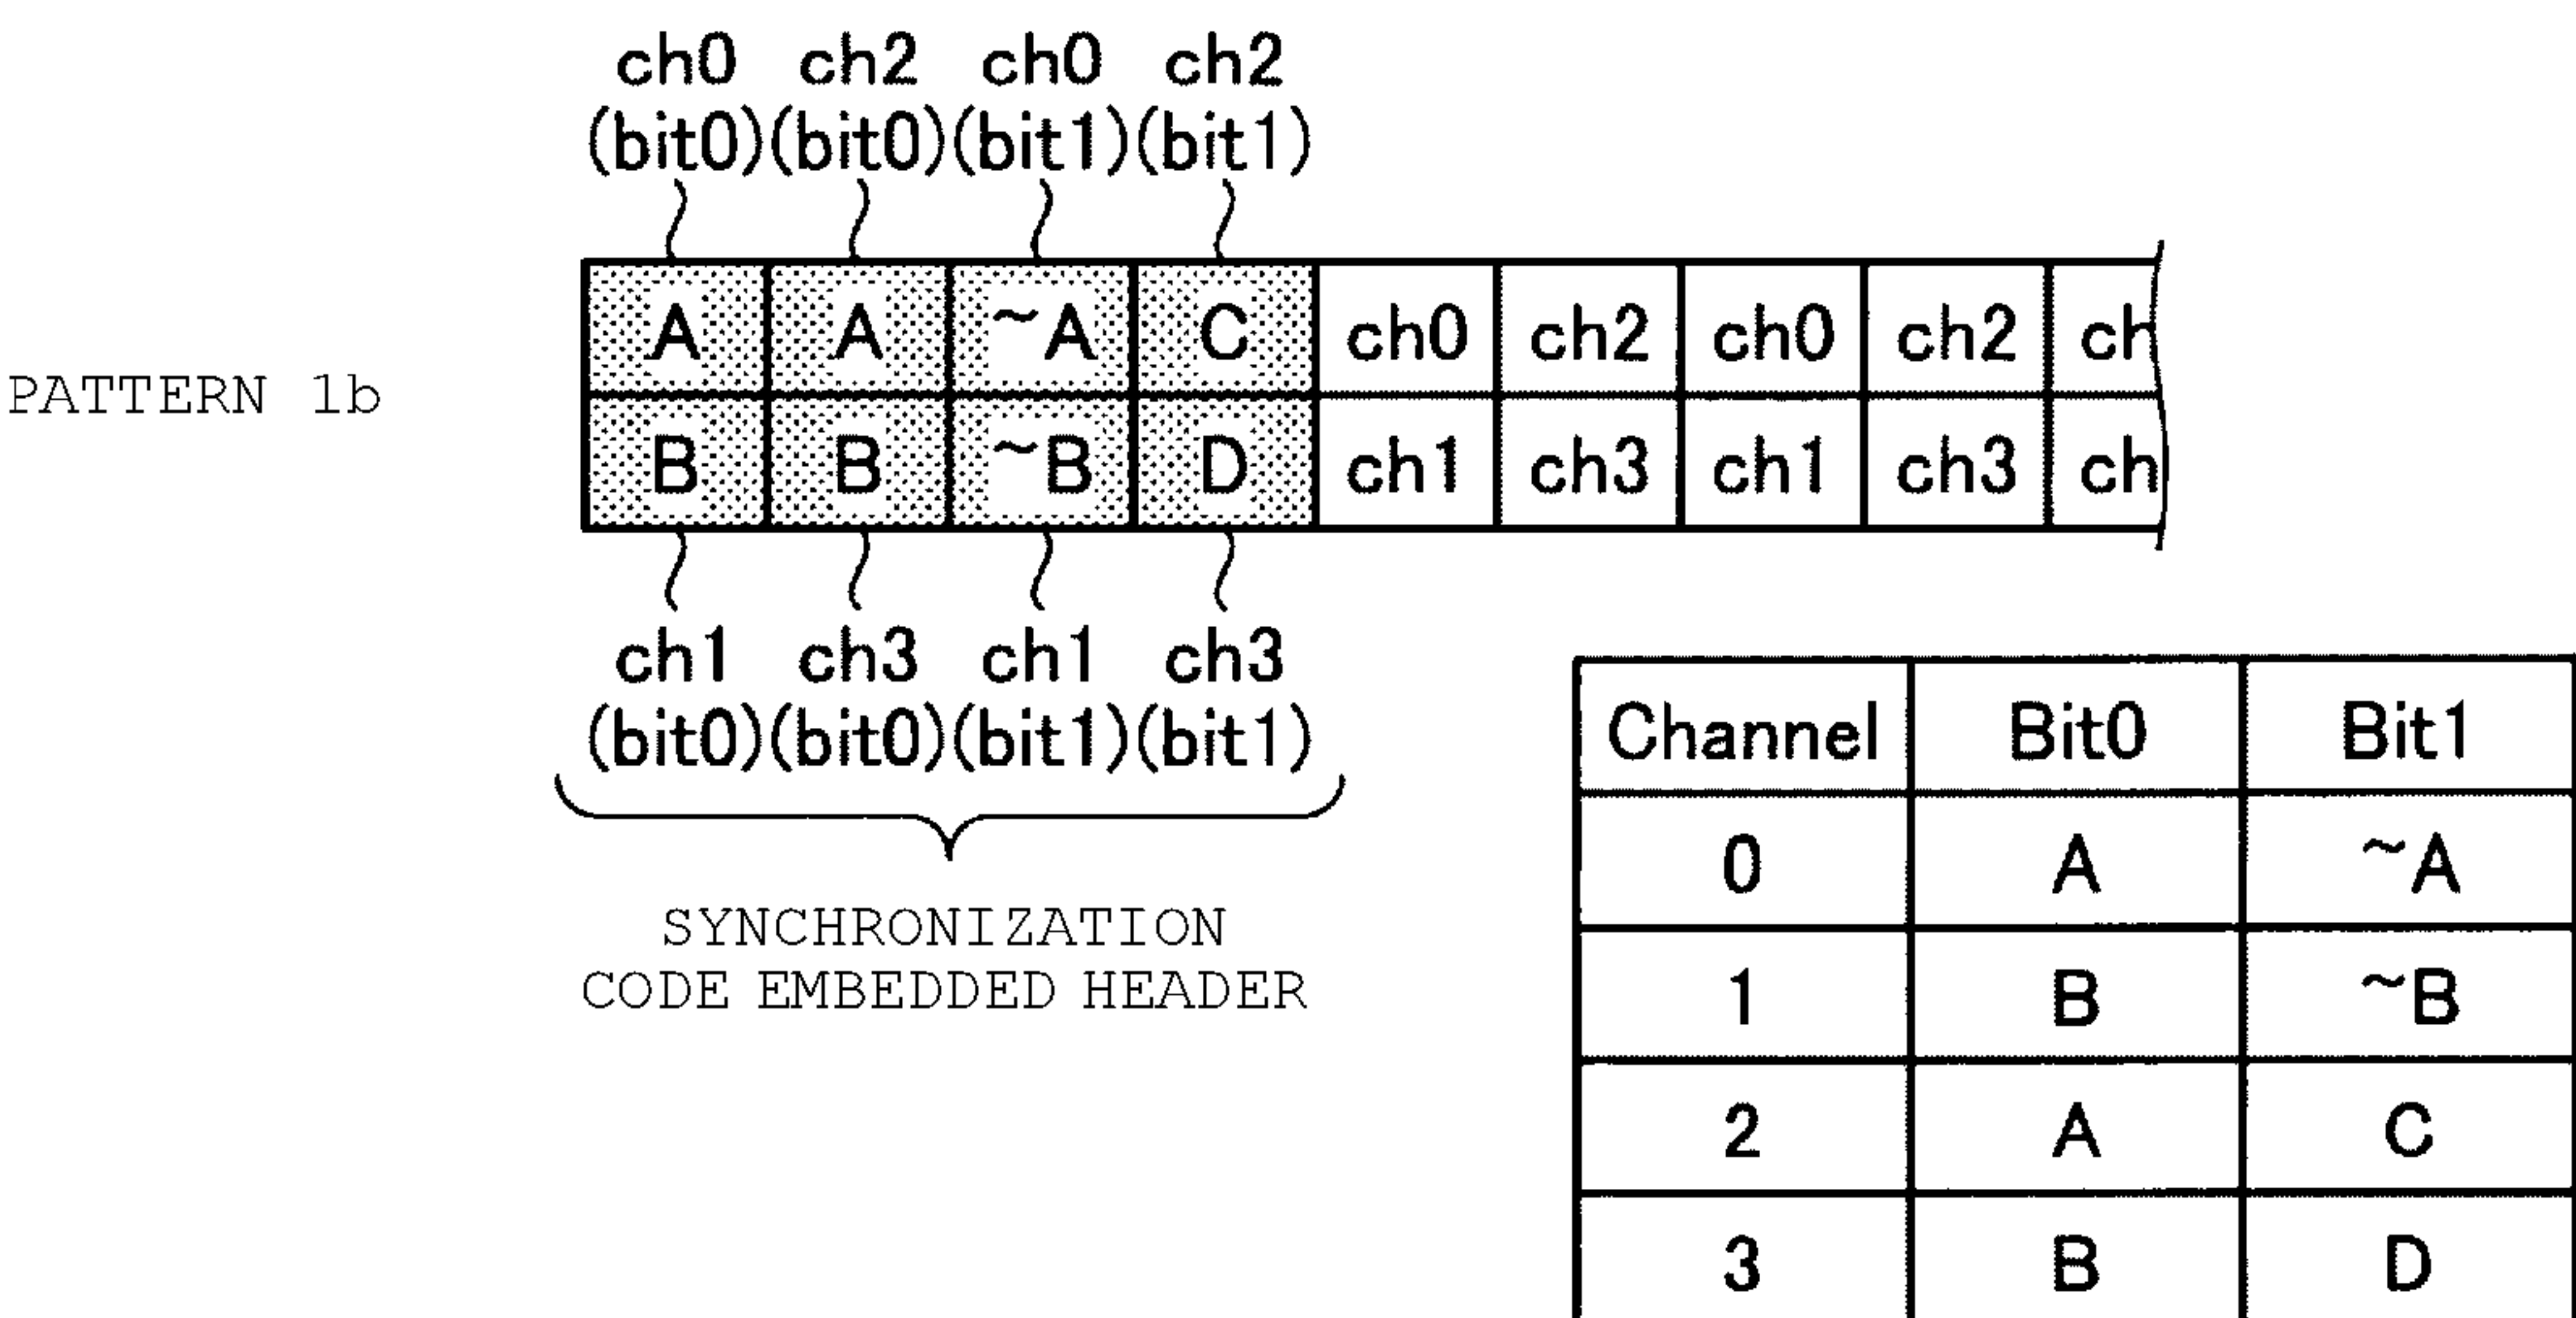 ch0 ch2 ch0 ch2
(bit0)(bit0)(bit1)(bit1)
PATTERN 1b
A A ~A C ch0 ch2 ch0 ch2 ch
B B ~B D ch1 ch3 ch1 ch3 ch
ch1 ch3 ch1 ch3
(bit0)(bit0)(bit1)(bit1)
SYNCHRONIZATION
CODE EMBEDDED HEADER
Channel Bit0 Bit1
0 A ~A
1 B ~B
2 A C
3 B D